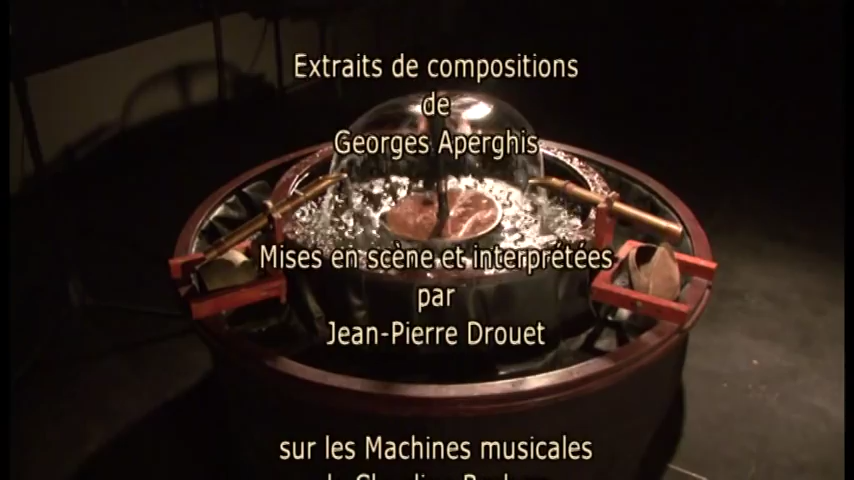 Extraits de compositions
de
Georges Aperghis
Mises en scène et interprétées
par
Jean-Pierre Drouet
sur les Machines musicales